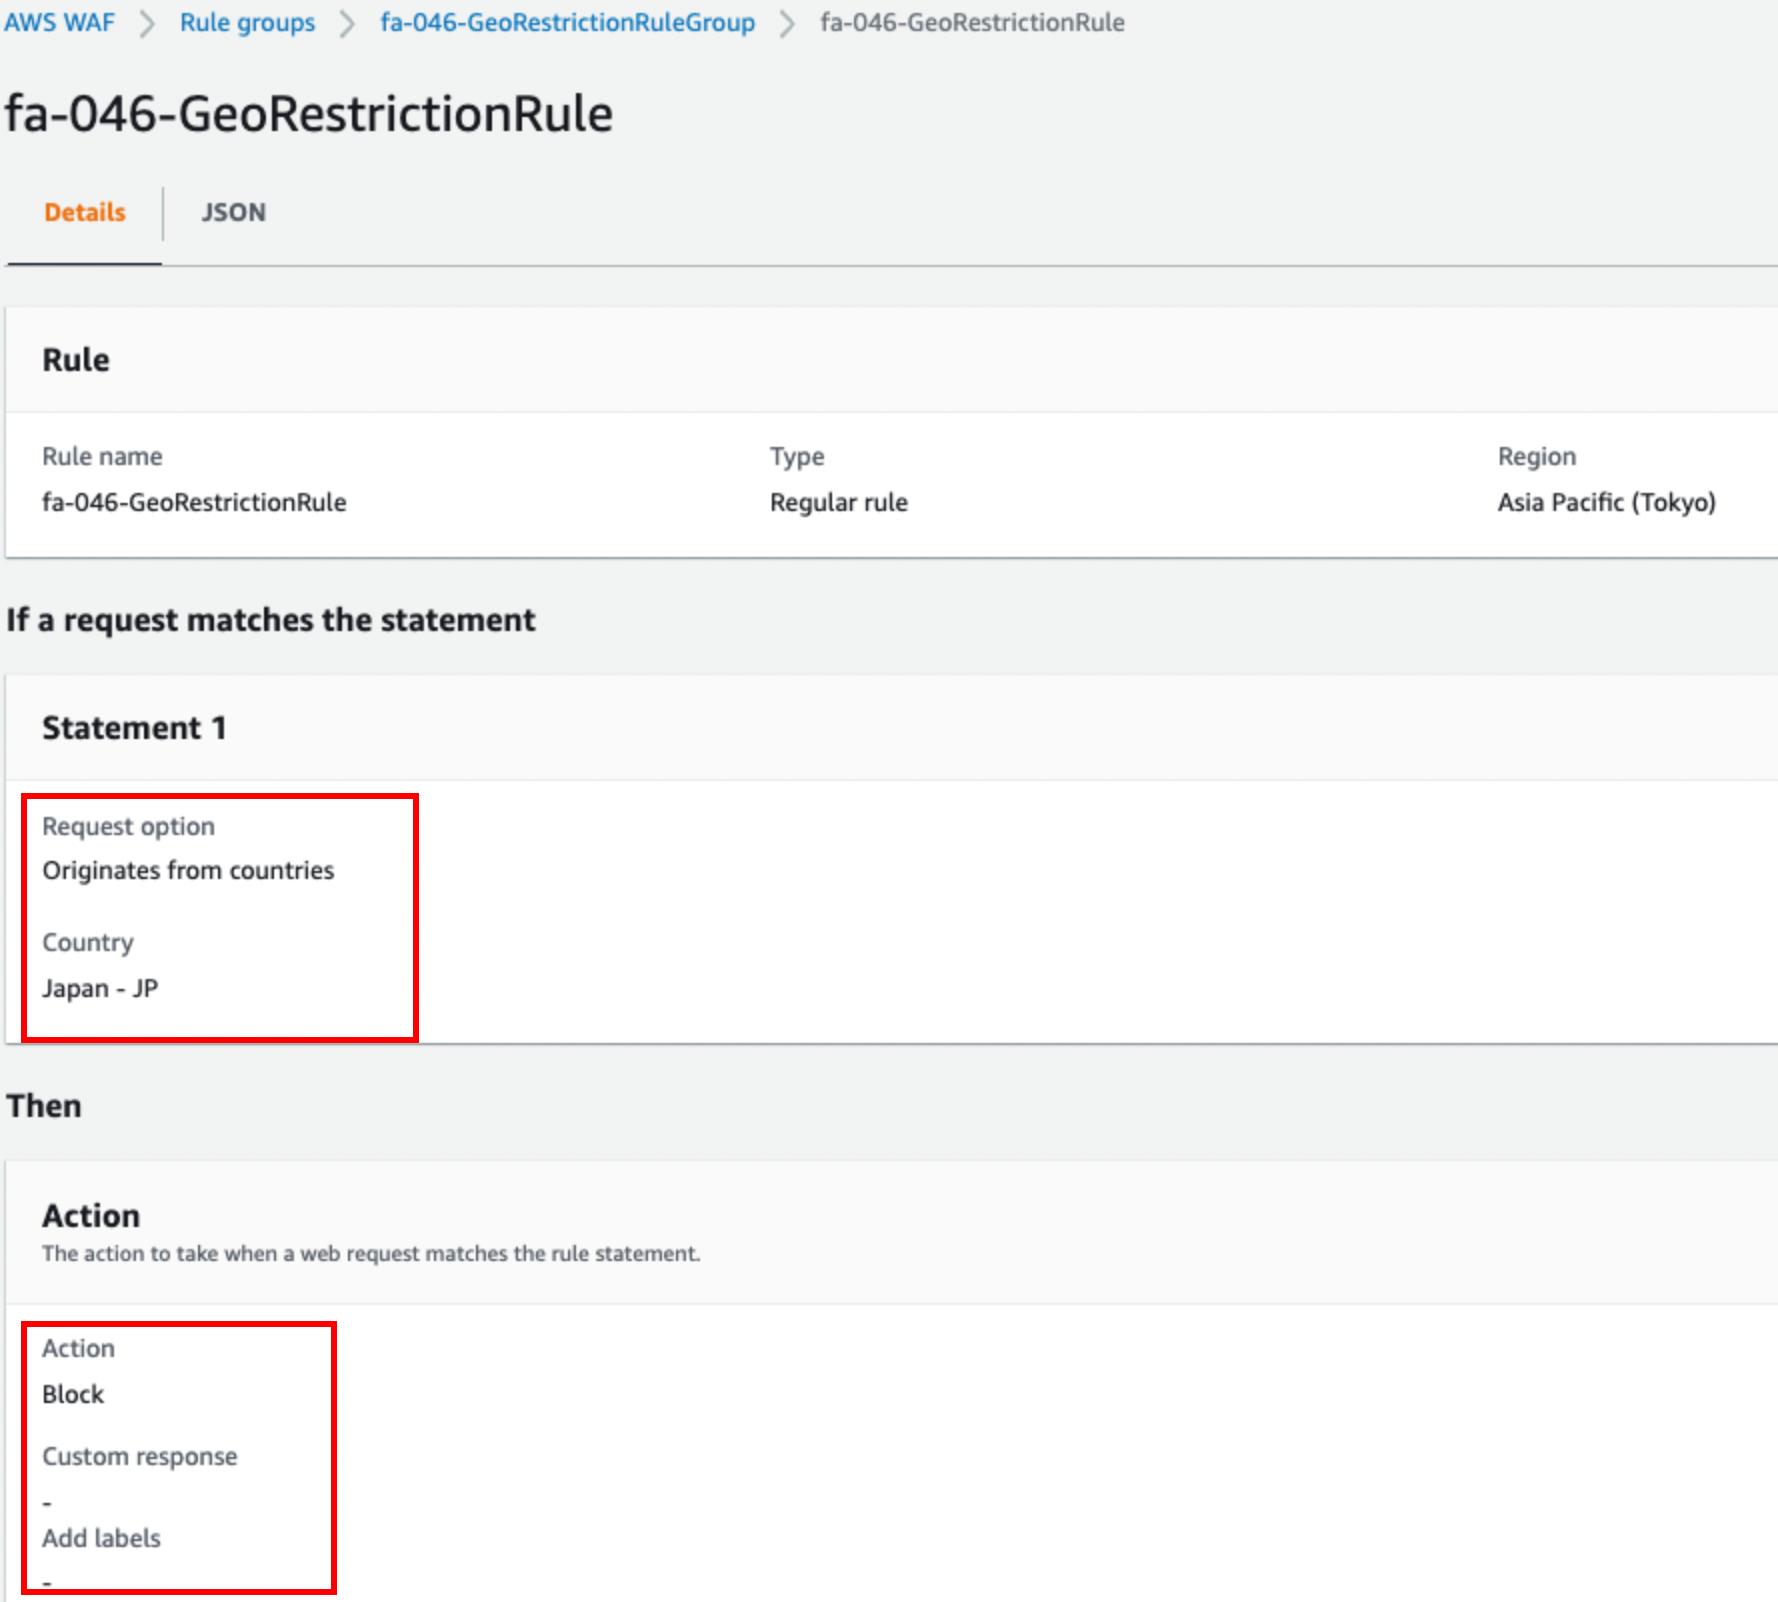 AWS WAF > Rule groups > fa-046-GeoRestrictionRuleGroup > fa-046-GeoRestrictionRule
fa-046-GeoRestrictionRule
Details JSON
Rule
Rule name Type Region
fa-046-GeoRestrictionRule Regular rule Asia Pacific (Tokyo)
If a request matches the statement
Statement 1
Request option
Originates from countries
Country
Japan - JP
Then
Action
The action to take when a web request matches the rule statement.
Action
Block
Custom response
-
Add labels
-